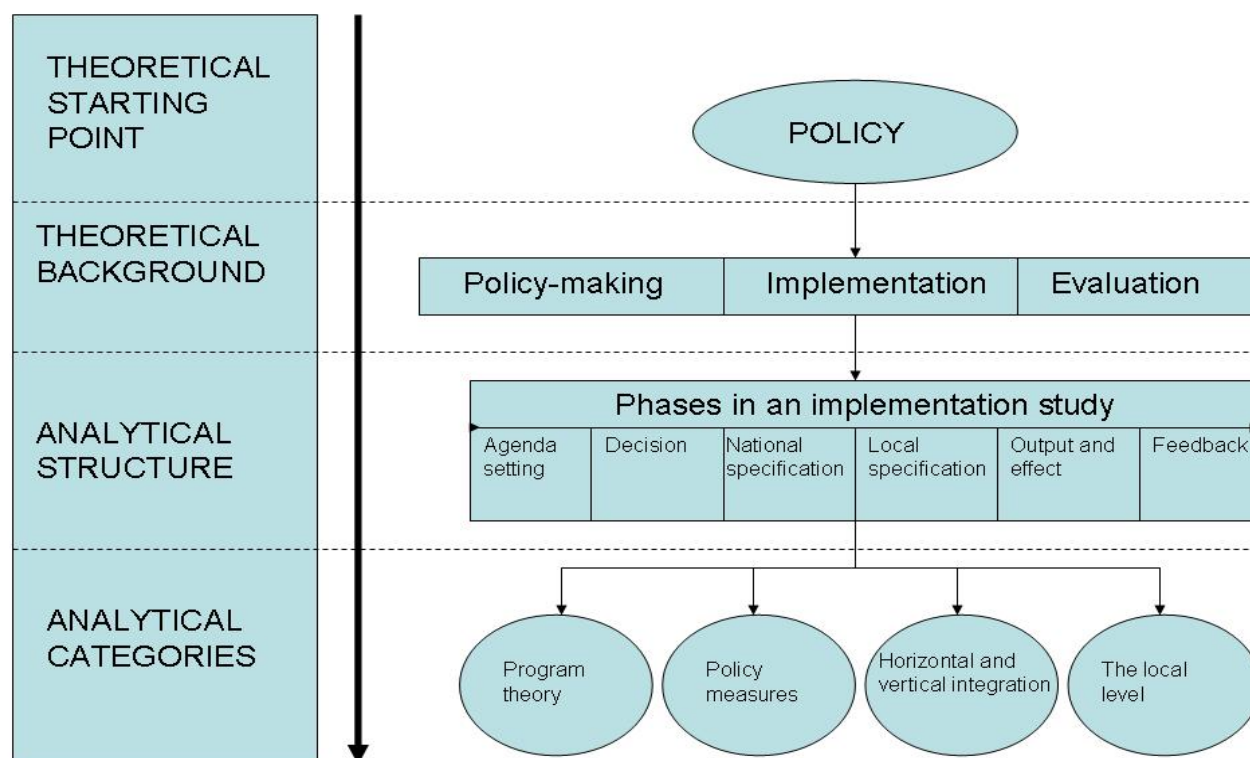 THEORETICAL
STARTING
POINT
POLICY
THEORETICAL
BACKGROUND
Policy-making
Implementation
Evaluation
ANALYTICAL
STRUCTURE
Phases in an implementation study
Agenda
setting
Decision
National
specification
Local
specification
Output and
effect
Feedback
ANALYTICAL
CATEGORIES
Program
theory
Policy
measures
Horizontal and
vertical integration
The local
level